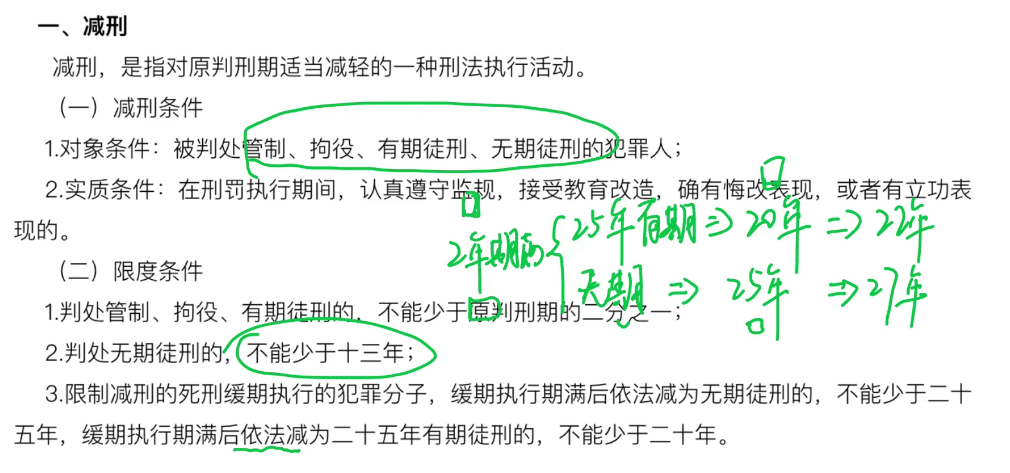 一、减刑
减刑，是指对原判刑期适当减轻的一种刑法执行活动。
（一）减刑条件
1.对象条件：被判处管制、拘役、有期徒刑、无期徒刑的犯罪人；
2.实质条件：在刑罚执行期间，认真遵守监规，接受教育改造，确有悔改表现，或者有立功表
现的。
25年有期⇒20年⇒22年
2年期满
无期⇒25年⇒27年
（二）限度条件
1.判处管制、拘役、有期徒刑的，不能少于原判刑期的二分之一；
2.判处无期徒刑的，不能少于十三年；
3.限制减刑的死刑缓期执行的犯罪分子，缓期执行期满后依法减为无期徒刑的，不能少于二十
五年，缓期执行期满后依法减为二十五年有期徒刑的，不能少于二十年。